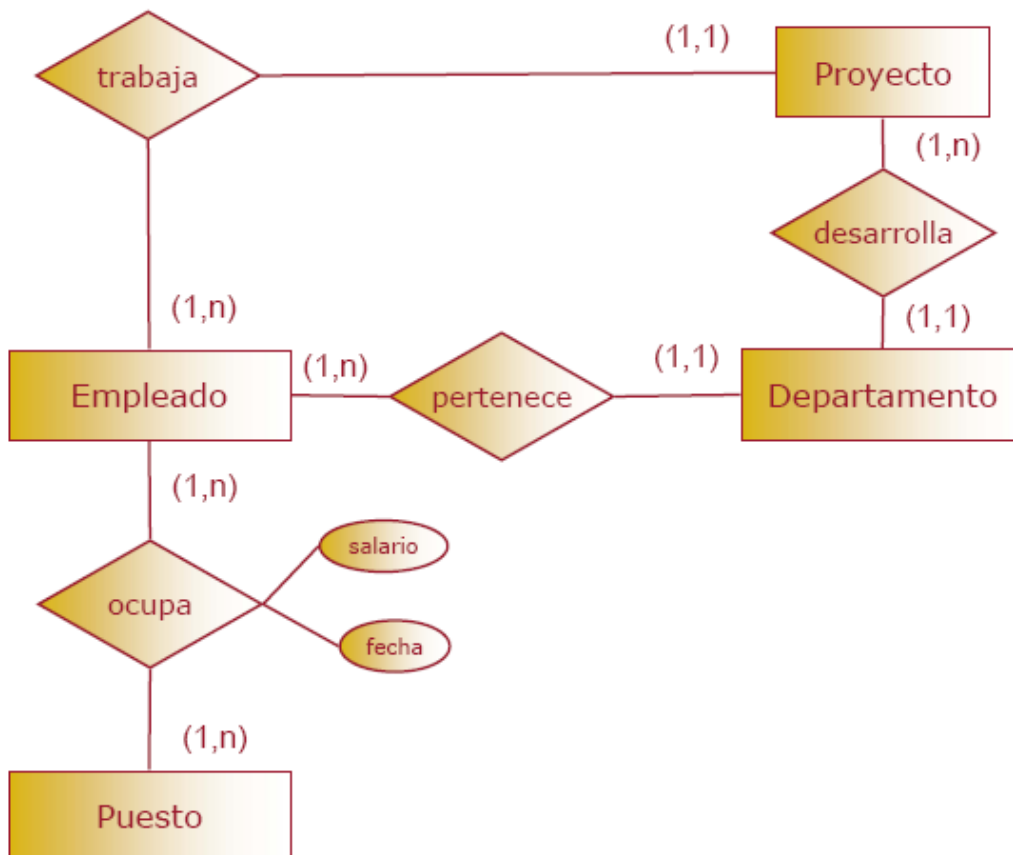 trabaja
(1,1)
Proyecto
(1,n)
desarrolla
(1,n)
(1,1)
Empleado
(1,n)
pertenece
(1,1)
Departamento
(1,n)
salario
ocupa
fecha
(1,n)
Puesto